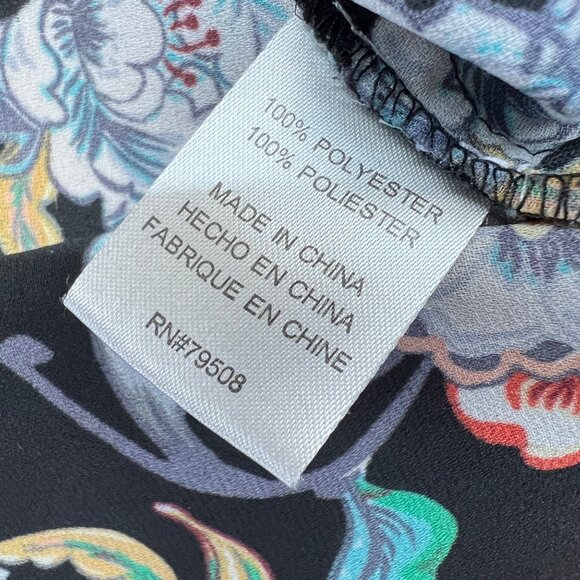 100% POLYESTER
100% POLIESTER
MADE IN CHINA
HECHO EN CHINA
FABRIQUE EN CHINE
RN#79508